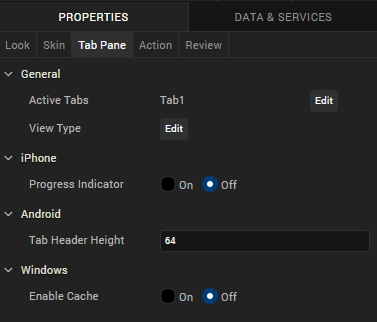 PROPERTIES DATA & SERVICES
Look Skin Tab Pane Action Review
General
Active Tabs Tab1 Edit
View Type Edit
iPhone
Progress Indicator On Off
Android
Tab Header Height 64
Windows
Enable Cache On Off